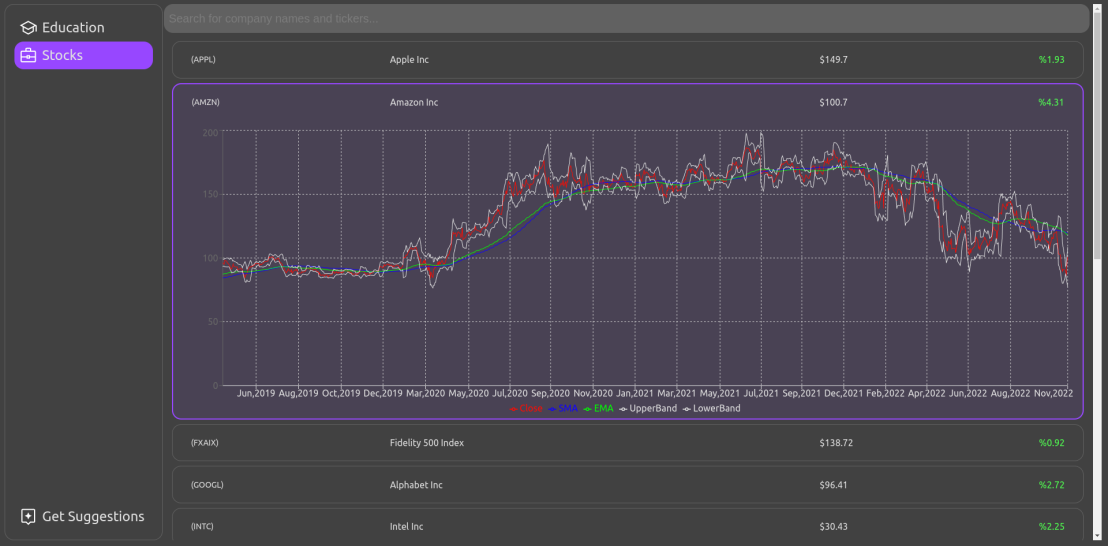 Education
Stocks
Get Suggestions
Search for company names and tickers...
(APPL) Apple Inc $149.7 %1.93
(AMZN) Amazon Inc $100.7 %4.31
200
150
100
50
0
Jun,2019 Aug,2019 Oct,2019 Dec,2019 Mar,2020 May,2020 Jul,2020 Sep,2020 Nov,2020 Jan,2021 Mar,2021 May,2021 Jul,2021 Sep,2021 Dec,2021 Feb,2022 Apr,2022 Jun,2022 Aug,2022 Nov,2022
Close SMA EMA UpperBand LowerBand
(FXAIX) Fidelity 500 Index $138.72 %0.92
(GOOGL) Alphabet Inc $96.41 %2.72
(INTC) Intel Inc $30.43 %2.25